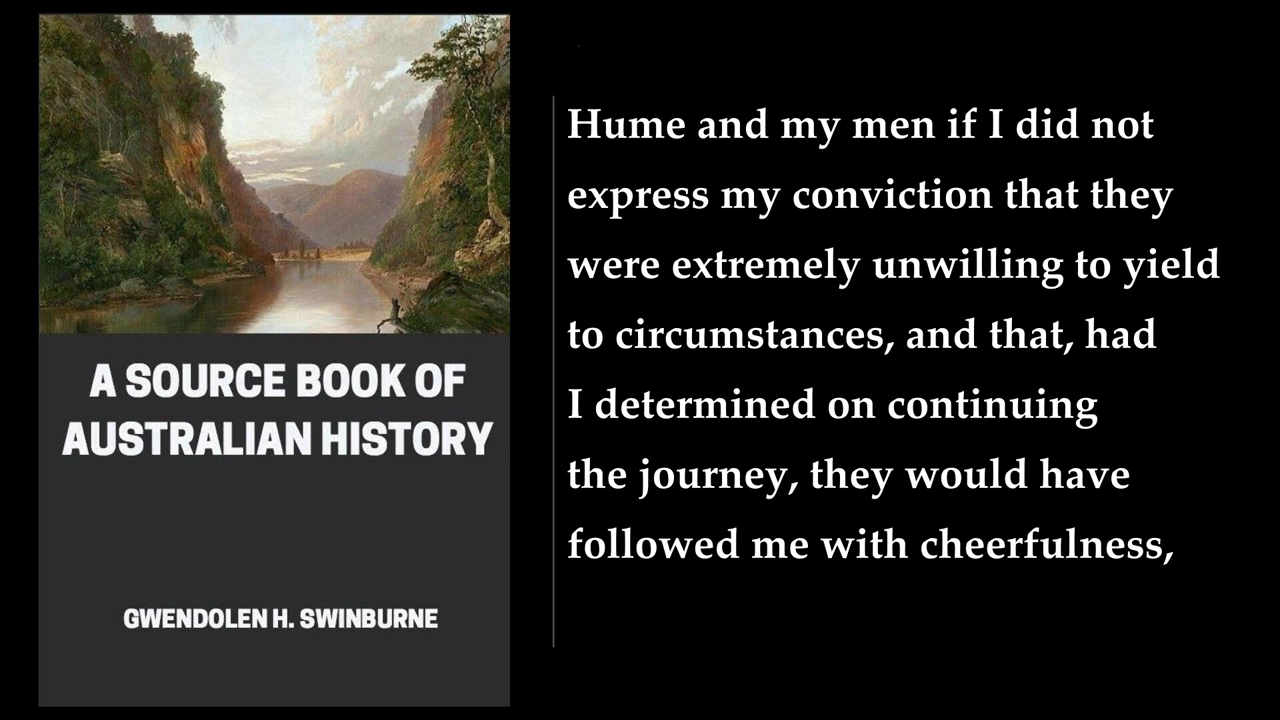 A SOURCE BOOK OF
AUSTRALIAN HISTORY
GWENDOLEN H. SWINBURNE
Hume and my men if I did not
express my conviction that they
were extremely unwilling to yield
to circumstances, and that, had
I determined on continuing
the journey, they would have
followed me with cheerfulness,